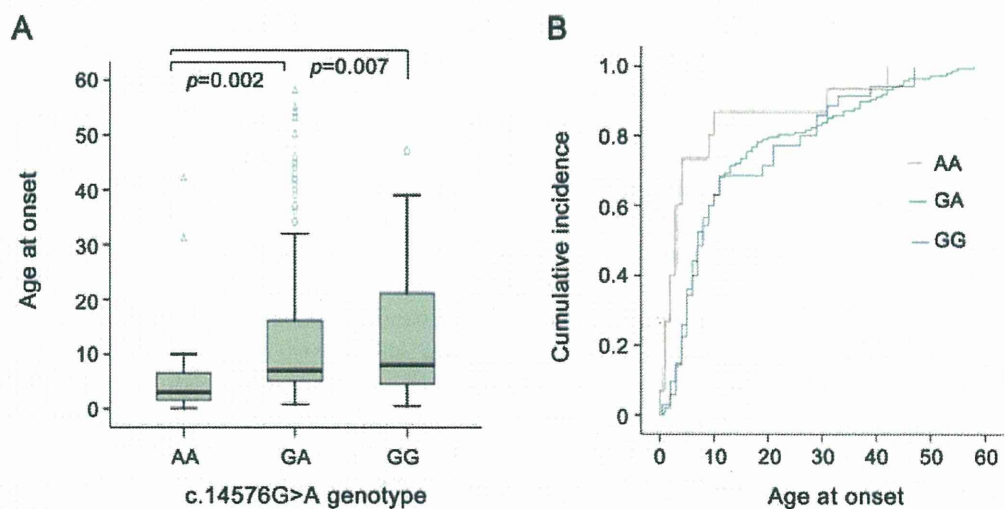 A
p=0.002
p=0.007
Age at onset
60
50
40
30
20
10
0
AA
GA
GG
c.14576G>A genotype
B
Cumulative incidence
1.0
0.8
0.6
0.4
0.2
0
0
10
20
30
40
50
60
Age at onset
AA
GA
GG